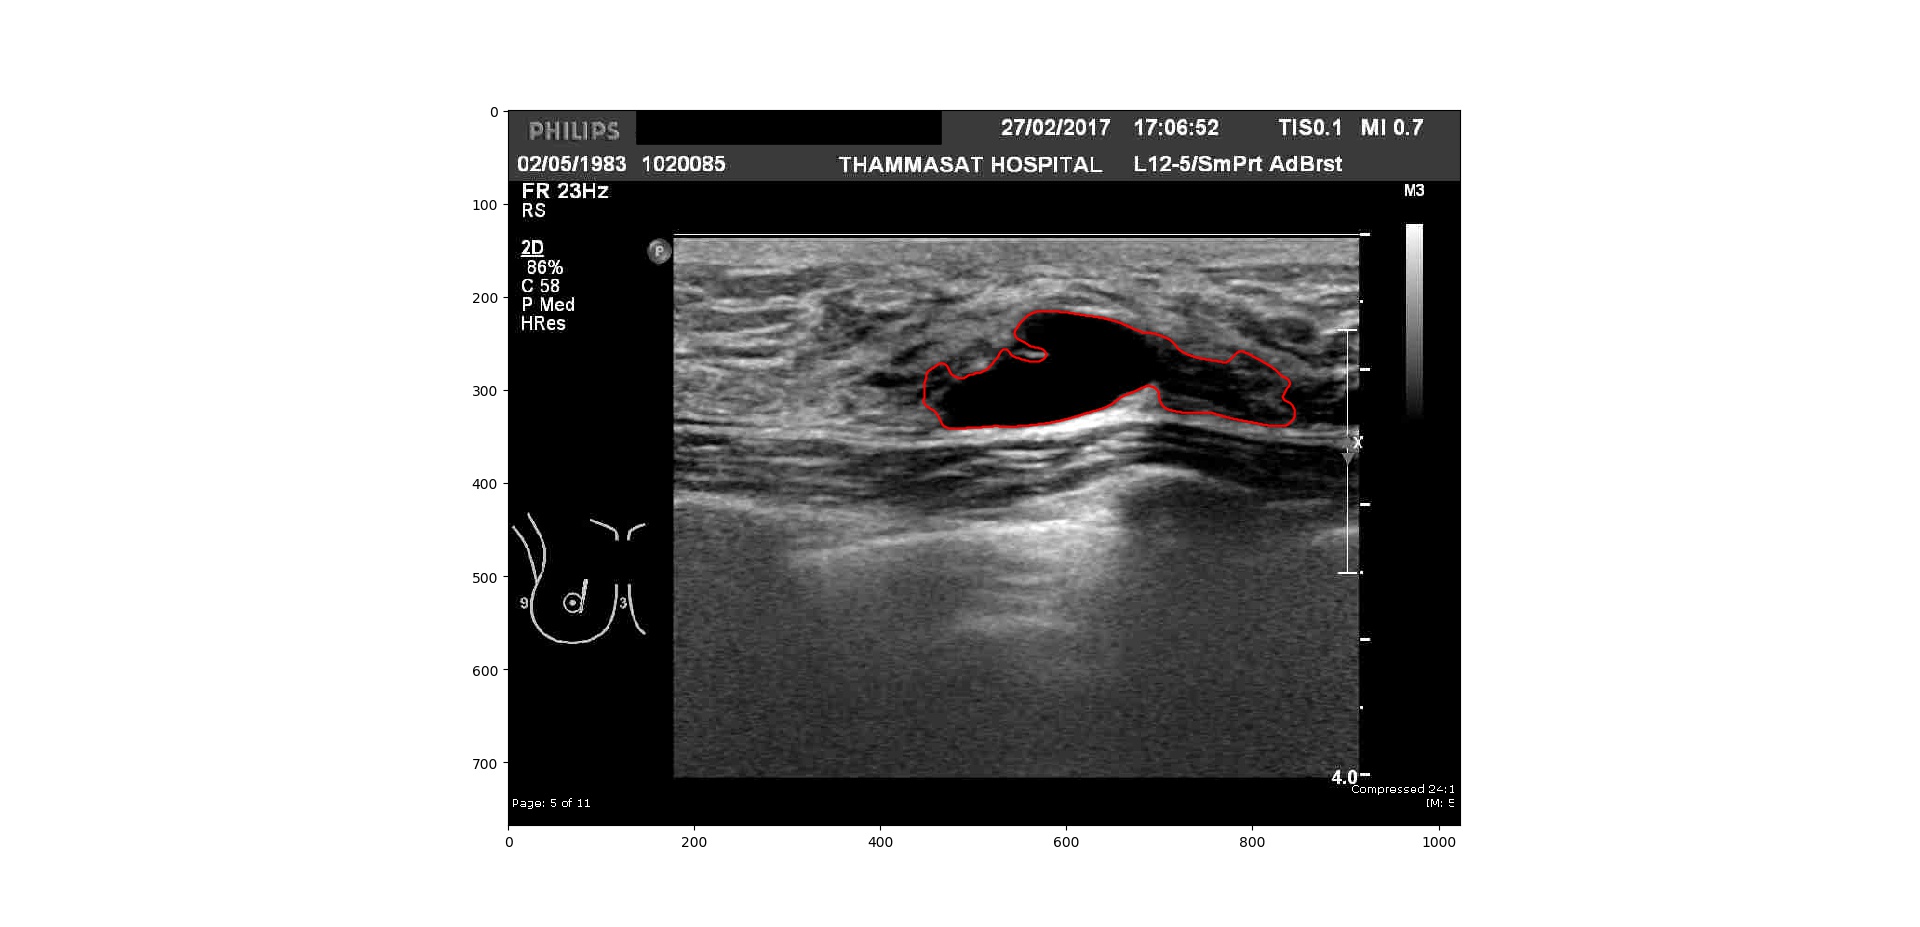 PHILIPS 27/02/2017 17:06:52 TIS0.1 MI 0.7
02/05/1983 1020085 THAMMASAT HOSPITAL L12-5/SmPrt AdBrst
FR 23Hz
RS
M3
2D
86%
C 58
P Med
HRes
P
X
9
3
4.0
Compressed 24:1
Page: 5 of 11
IM: 5
0
100
200
300
400
500
600
700
0 200 400 600 800 1000